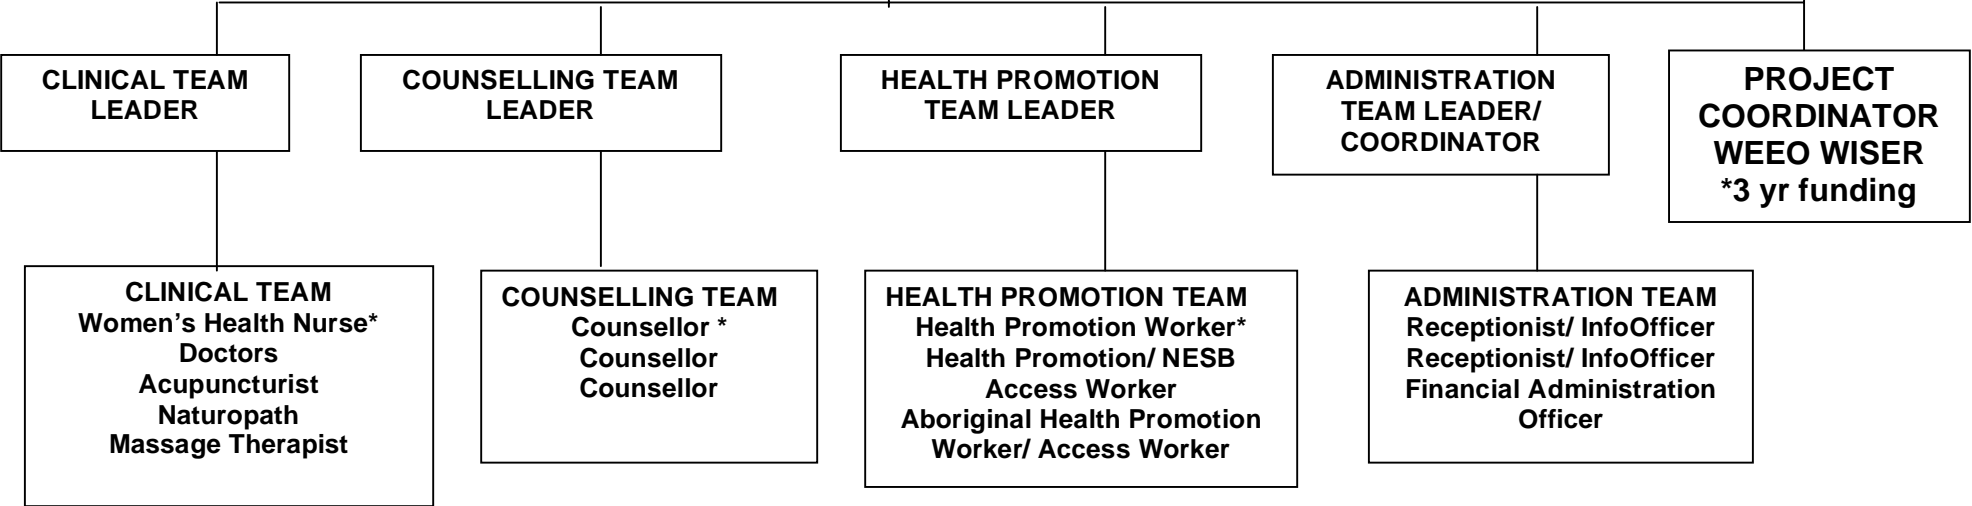 CLINICAL TEAM
LEADER
COUNSELLING TEAM
LEADER
HEALTH PROMOTION
TEAM LEADER
ADMINISTRATION
TEAM LEADER/
COORDINATOR
PROJECT
COORDINATOR
WEEO WISER
*3 yr funding
CLINICAL TEAM
Women’s Health Nurse*
Doctors
Acupuncturist
Naturopath
Massage Therapist
COUNSELLING TEAM
Counsellor *
Counsellor
Counsellor
HEALTH PROMOTION TEAM
Health Promotion Worker*
Health Promotion/ NESB
Access Worker
Aboriginal Health Promotion
Worker/ Access Worker
ADMINISTRATION TEAM
Receptionist/ InfoOfficer
Receptionist/ InfoOfficer
Financial Administration
Officer